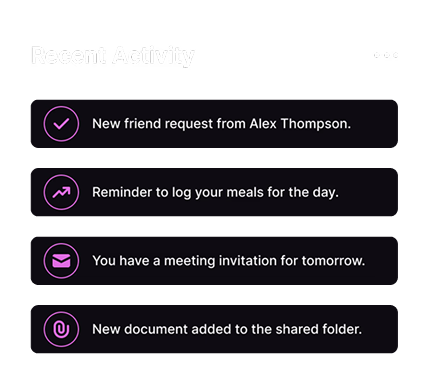 Recent Activity
New friend request from Alex Thompson.
Reminder to log your meals for the day.
You have a meeting invitation for tomorrow.
New document added to the shared folder.